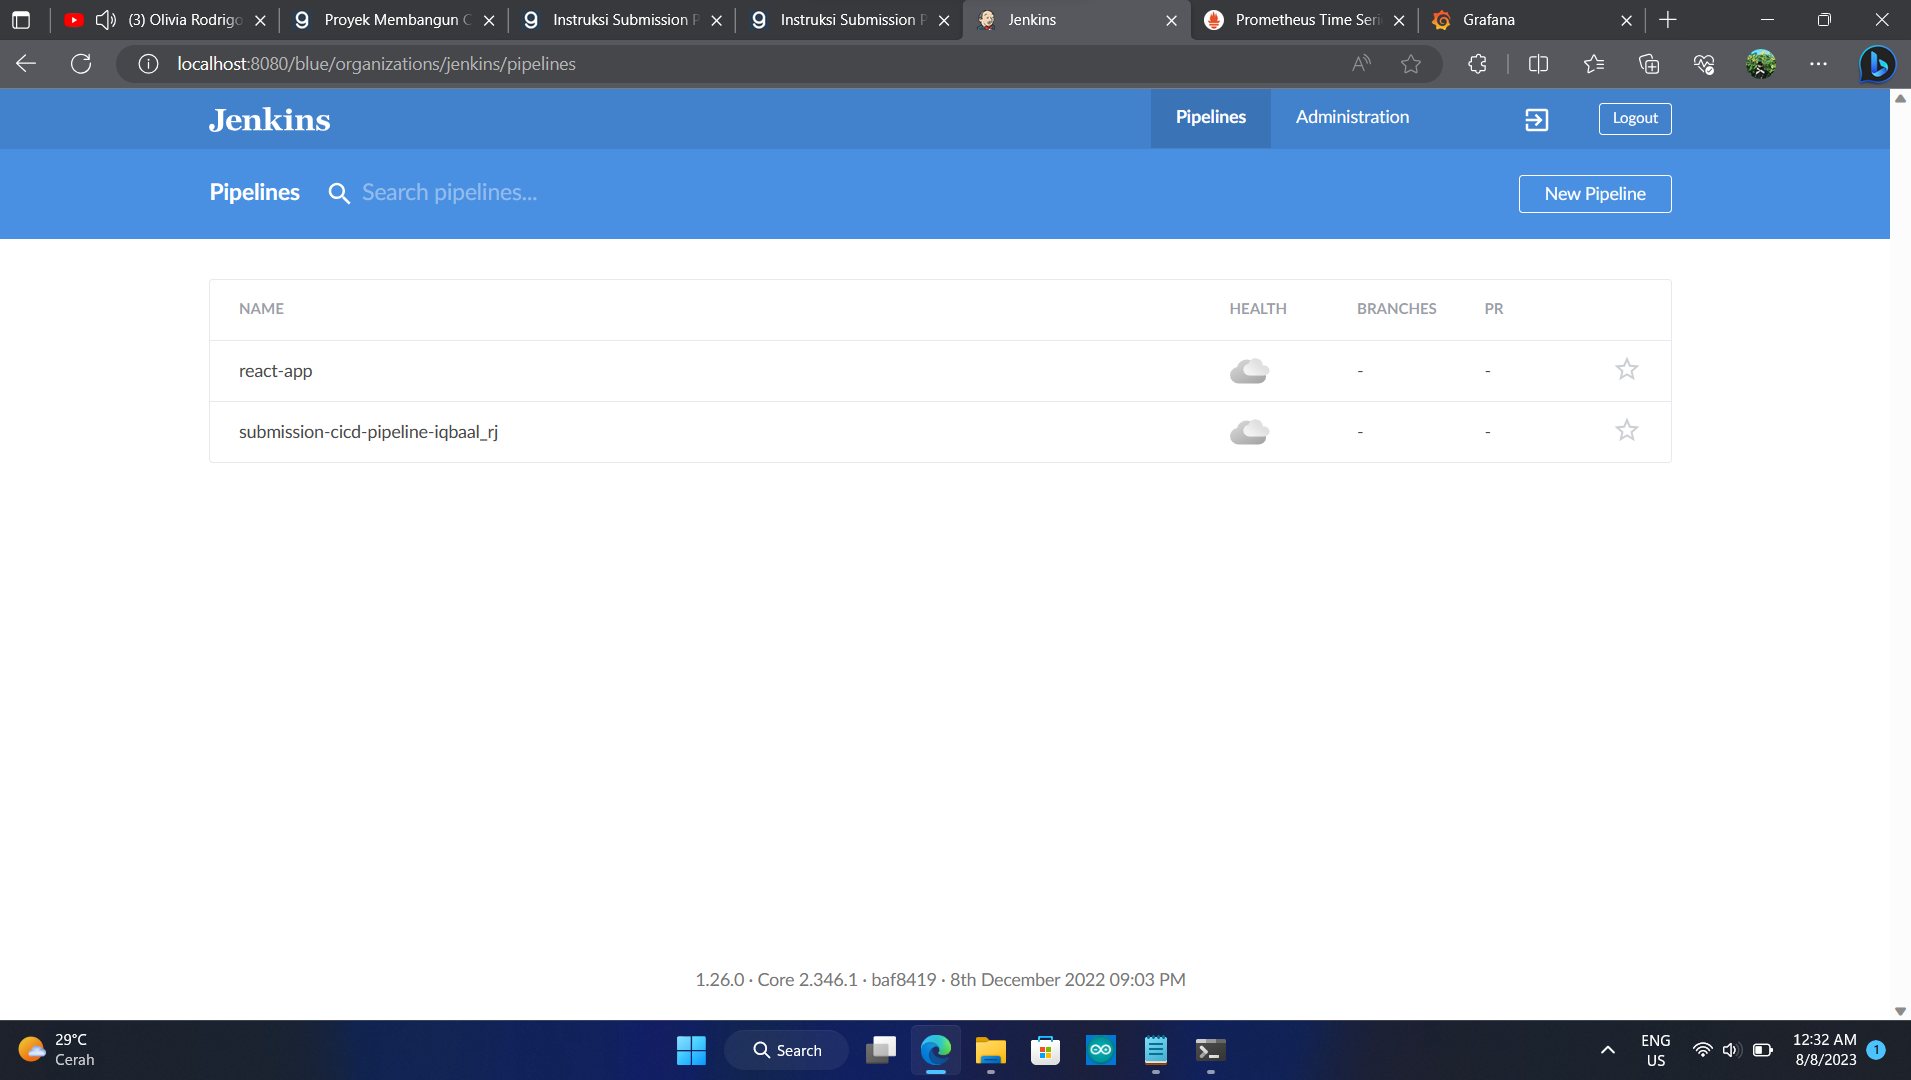 (3) Olivia Rodrigo
Proyek Membangun C
Instruksi Submission P
Instruksi Submission P
Jenkins
Prometheus Time Seri
Grafana
localhost:8080/blue/organizations/jenkins/pipelines
Jenkins
Pipelines
Administration
Logout
Pipelines
Search pipelines...
New Pipeline
NAME HEALTH BRANCHES PR
react-app - -
submission-cicd-pipeline-iqbaal_rj - -
1.26.0 · Core 2.346.1 · baf8419 · 8th December 2022 09:03 PM
29°C
Cerah
Search
ENG
US
12:32 AM
8/8/2023
1